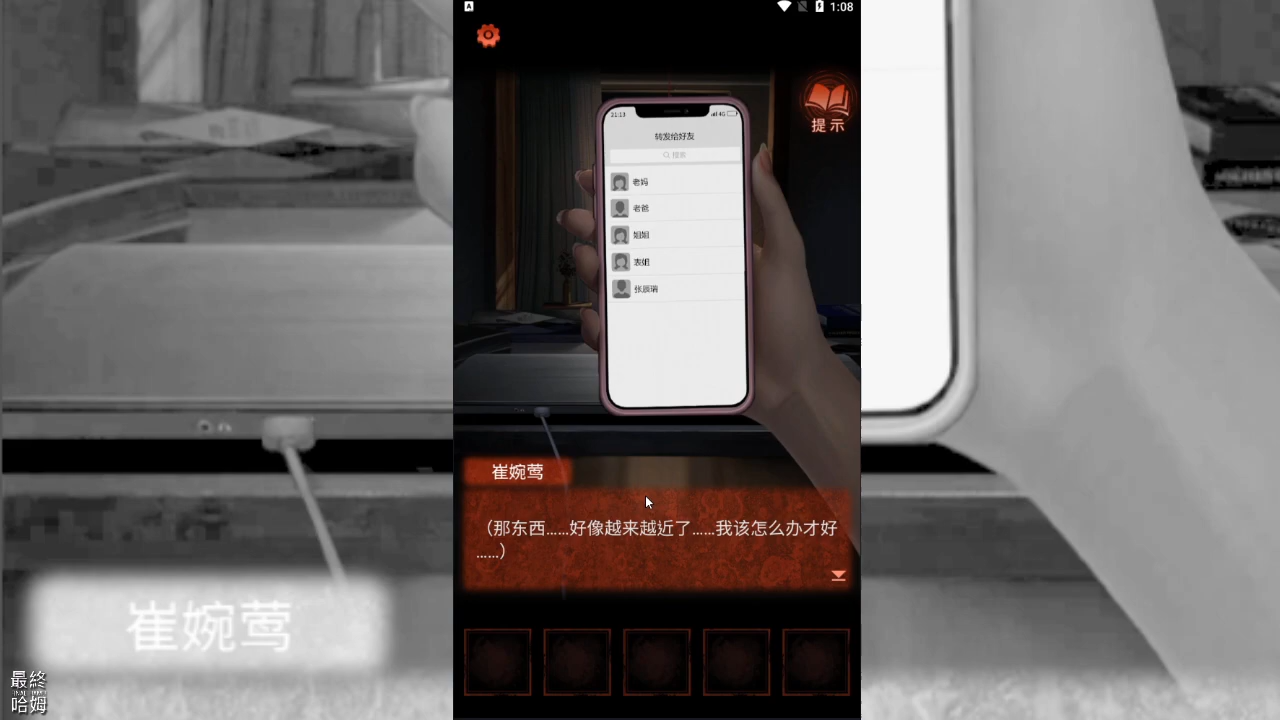 1:08
提示
21:13
4G
转发给好友
搜索
老妈
老爸
姐姐
表姐
张辰瑞
崔婉莺
（那东西……好像越来越近了……我该怎么办才好
……）
崔婉莺
最終
哈姆